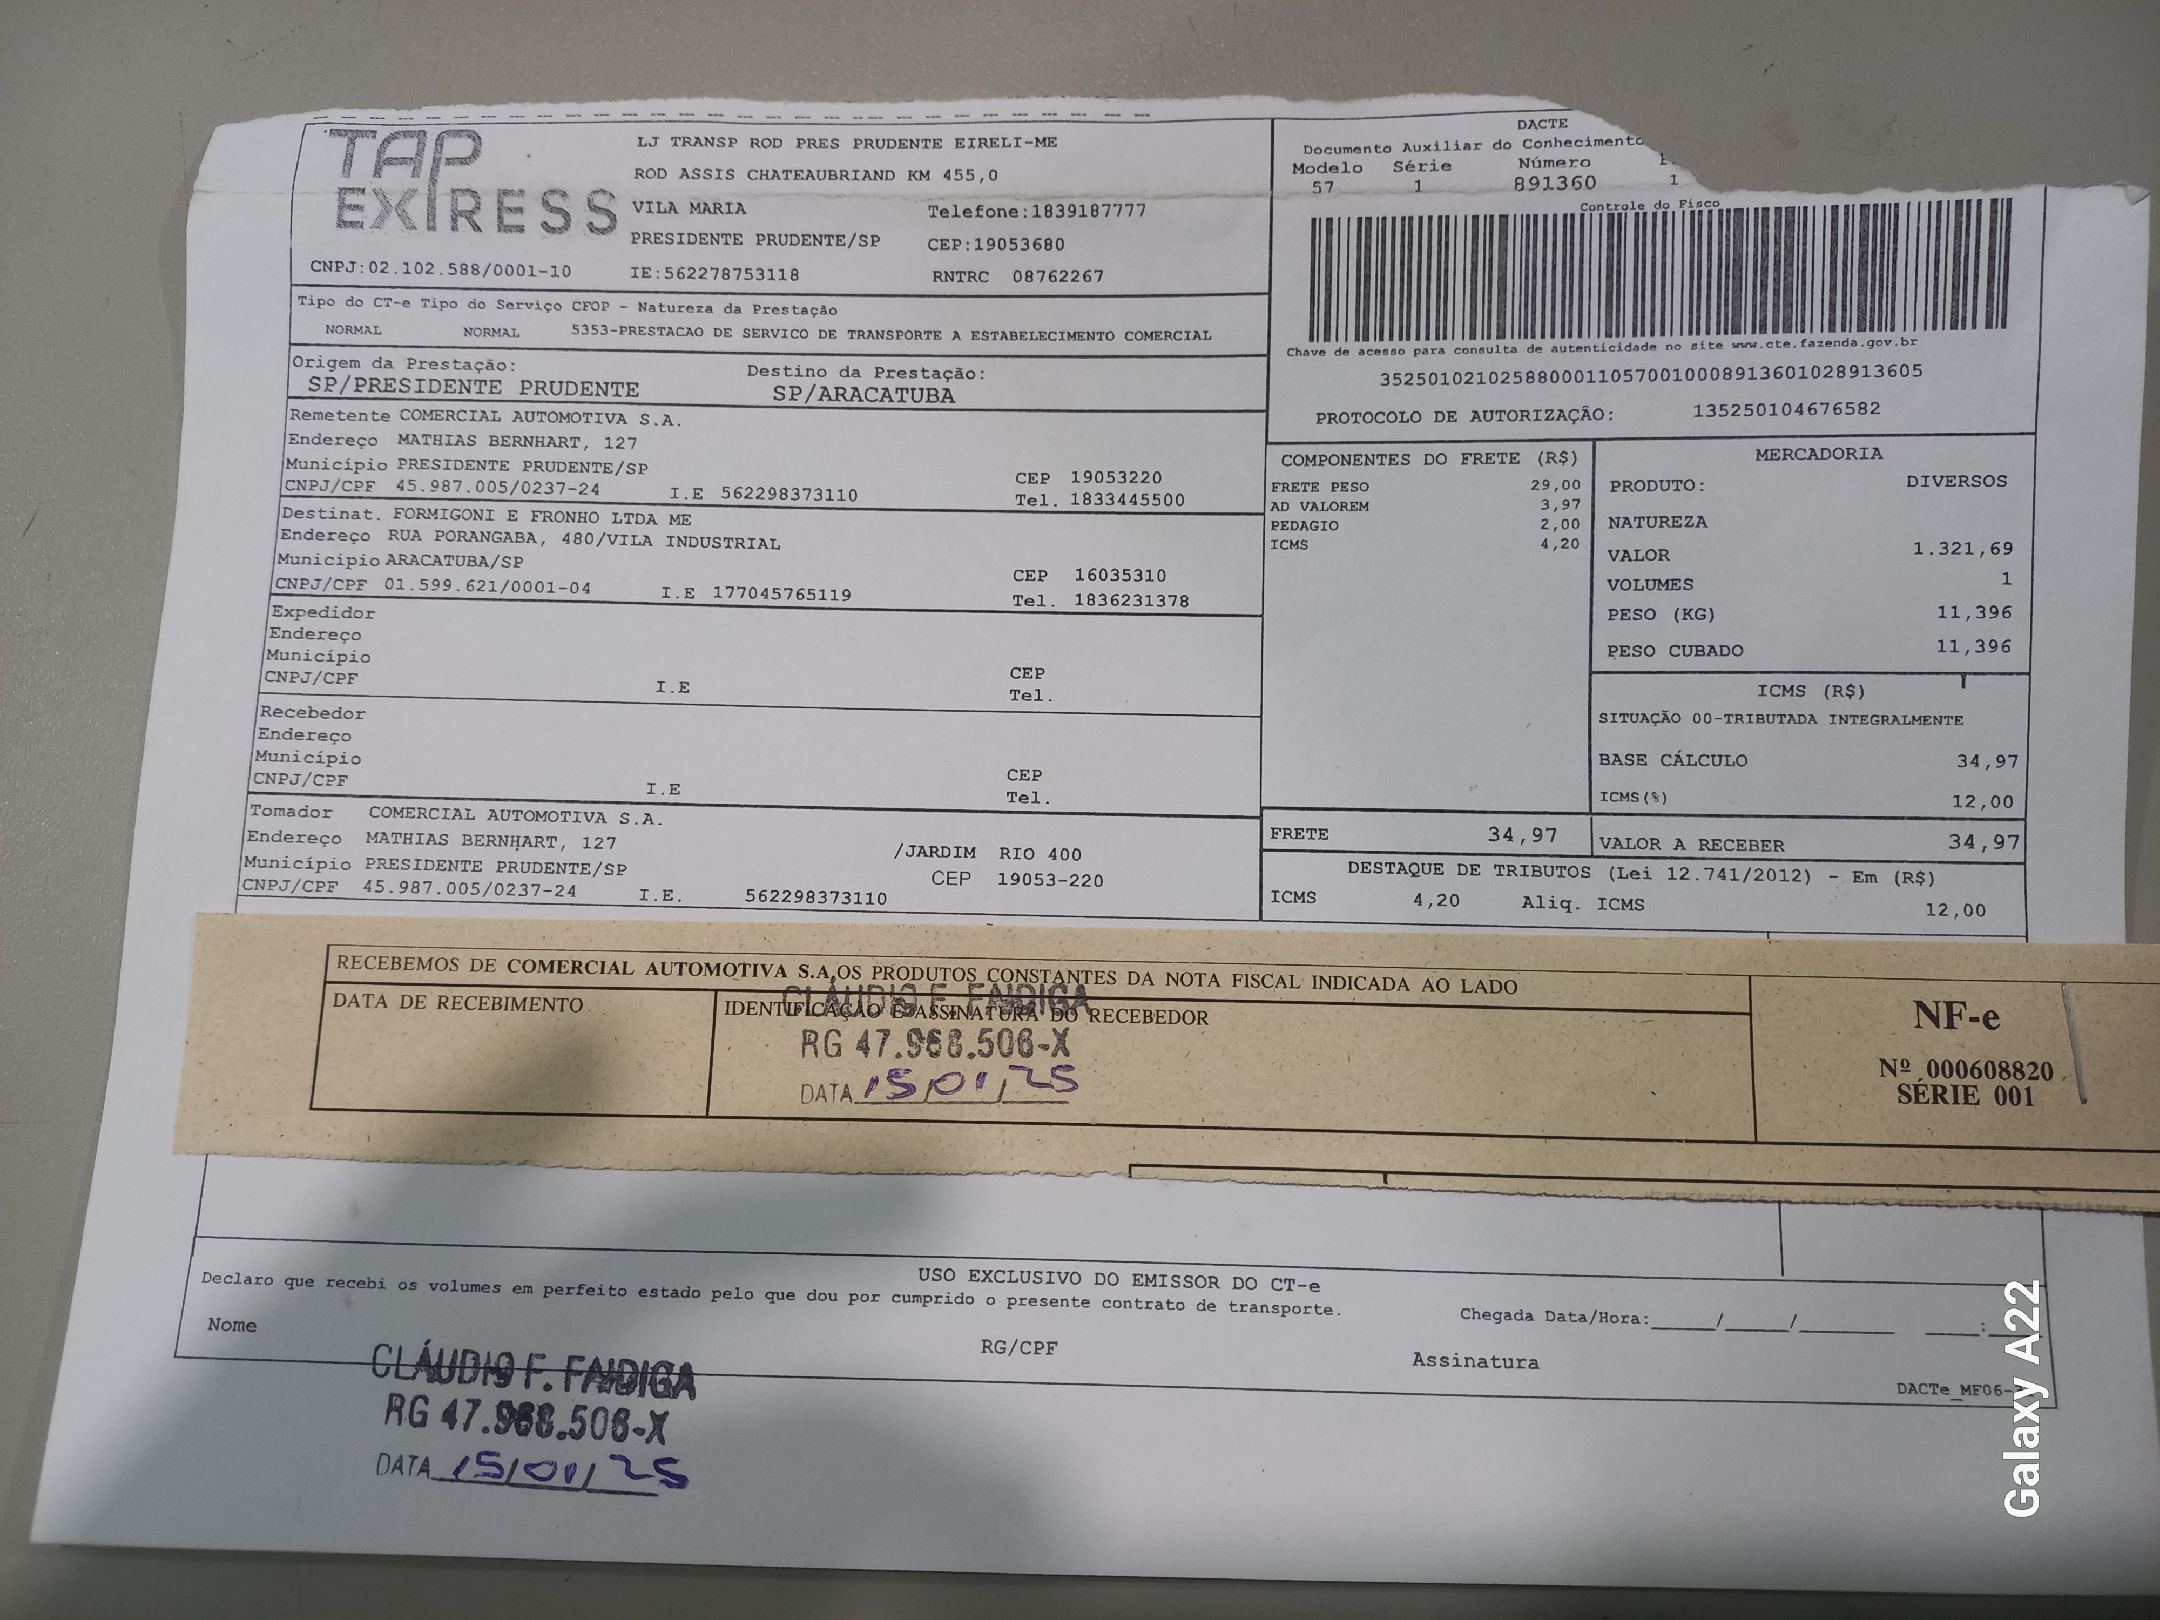 TAP
EXPRESS
LJ TRANSP ROD PRES PRUDENTE EIRELI-ME
ROD ASSIS CHATEAUBRIAND KM 455,0
VILA MARIA Telefone:1839187777
PRESIDENTE PRUDENTE/SP CEP:19053680
CNPJ:02.102.588/0001-10 IE:562278753118 RNTRC 08762267
DACTE
Documento Auxiliar do Conhecimento
Modelo Série Número
57 1 891360 1
Controle do Fisco
Chave de acesso para consulta de autenticidade no site www.cte.fazenda.gov.br
35250102102588000110570010008913601028913605
PROTOCOLO DE AUTORIZAÇÃO: 135250104676582
Tipo do CT-e Tipo do Serviço CFOP - Natureza da Prestação
NORMAL NORMAL 5353-PRESTACAO DE SERVICO DE TRANSPORTE A ESTABELECIMENTO COMERCIAL
Origem da Prestação: Destino da Prestação:
SP/PRESIDENTE PRUDENTE SP/ARACATUBA
Remetente COMERCIAL AUTOMOTIVA S.A.
Endereço MATHIAS BERNHART, 127
Município PRESIDENTE PRUDENTE/SP CEP 19053220
CNPJ/CPF 45.987.005/0237-24 I.E 562298373110 Tel. 1833445500
Destinat. FORMIGONI E FRONHO LTDA ME
Endereço RUA PORANGABA, 480/VILA INDUSTRIAL
Município ARACATUBA/SP CEP 16035310
CNPJ/CPF 01.599.621/0001-04 I.E 177045765119 Tel. 1836231378
Expedidor
Endereço
Município CEP
CNPJ/CPF I.E Tel.
Recebedor
Endereço
Município CEP
CNPJ/CPF I.E Tel.
Tomador COMERCIAL AUTOMOTIVA S.A.
Endereço MATHIAS BERNHART, 127 /JARDIM RIO 400
Município PRESIDENTE PRUDENTE/SP CEP 19053-220
CNPJ/CPF 45.987.005/0237-24 I.E. 562298373110
COMPONENTES DO FRETE (R$)
FRETE PESO 29,00
AD VALOREM 3,97
PEDAGIO 2,00
ICMS 4,20
MERCADORIA
PRODUTO: DIVERSOS
NATUREZA
VALOR 1.321,69
VOLUMES 1
PESO (KG) 11,396
PESO CUBADO 11,396
ICMS (R$)
SITUAÇÃO 00-TRIBUTADA INTEGRALMENTE
BASE CÁLCULO 34,97
ICMS(%) 12,00
FRETE 34,97 VALOR A RECEBER 34,97
DESTAQUE DE TRIBUTOS (Lei 12.741/2012) - Em (R$)
ICMS 4,20 Aliq. ICMS 12,00
RECEBEMOS DE COMERCIAL AUTOMOTIVA S.A,OS PRODUTOS CONSTANTES DA NOTA FISCAL INDICADA AO LADO
DATA DE RECEBIMENTO
IDENTIFICAÇÃO E ASSINATURA DO RECEBEDOR
CLÁUDIO F. FAIDIGA
RG 47.968.506-X
DATA 15/01/25
NF-e
Nº 000608820
SÉRIE 001
USO EXCLUSIVO DO EMISSOR DO CT-e
Declaro que recebi os volumes em perfeito estado pelo que dou por cumprido o presente contrato de transporte.
Chegada Data/Hora:_____/_____/________ ____:
Nome RG/CPF Assinatura
DACTe_MF06-
CLÁUDIO F. FAIDIGA
RG 47.968.506-X
DATA 15/01/25
Galaxy A22